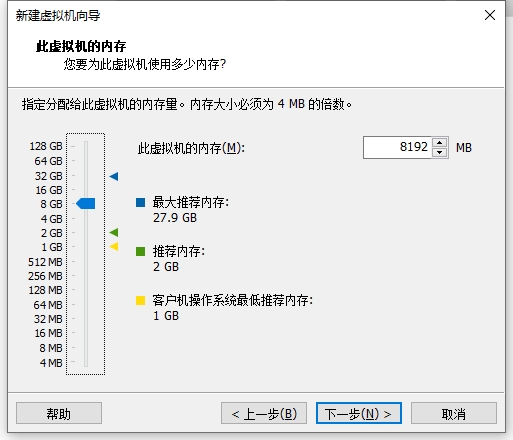 新建虚拟机向导
此虚拟机的内存
您要为此虚拟机使用多少内存?
指定分配给此虚拟机的内存量。内存大小必须为 4 MB 的倍数。
128 GB
64 GB
32 GB
16 GB
8 GB
4 GB
2 GB
1 GB
512 MB
256 MB
128 MB
64 MB
32 MB
16 MB
8 MB
4 MB
此虚拟机的内存(M): 8192 MB
最大推荐内存:
27.9 GB
推荐内存:
2 GB
客户机操作系统最低推荐内存:
1 GB
帮助 < 上一步(B) 下一步(N) > 取消